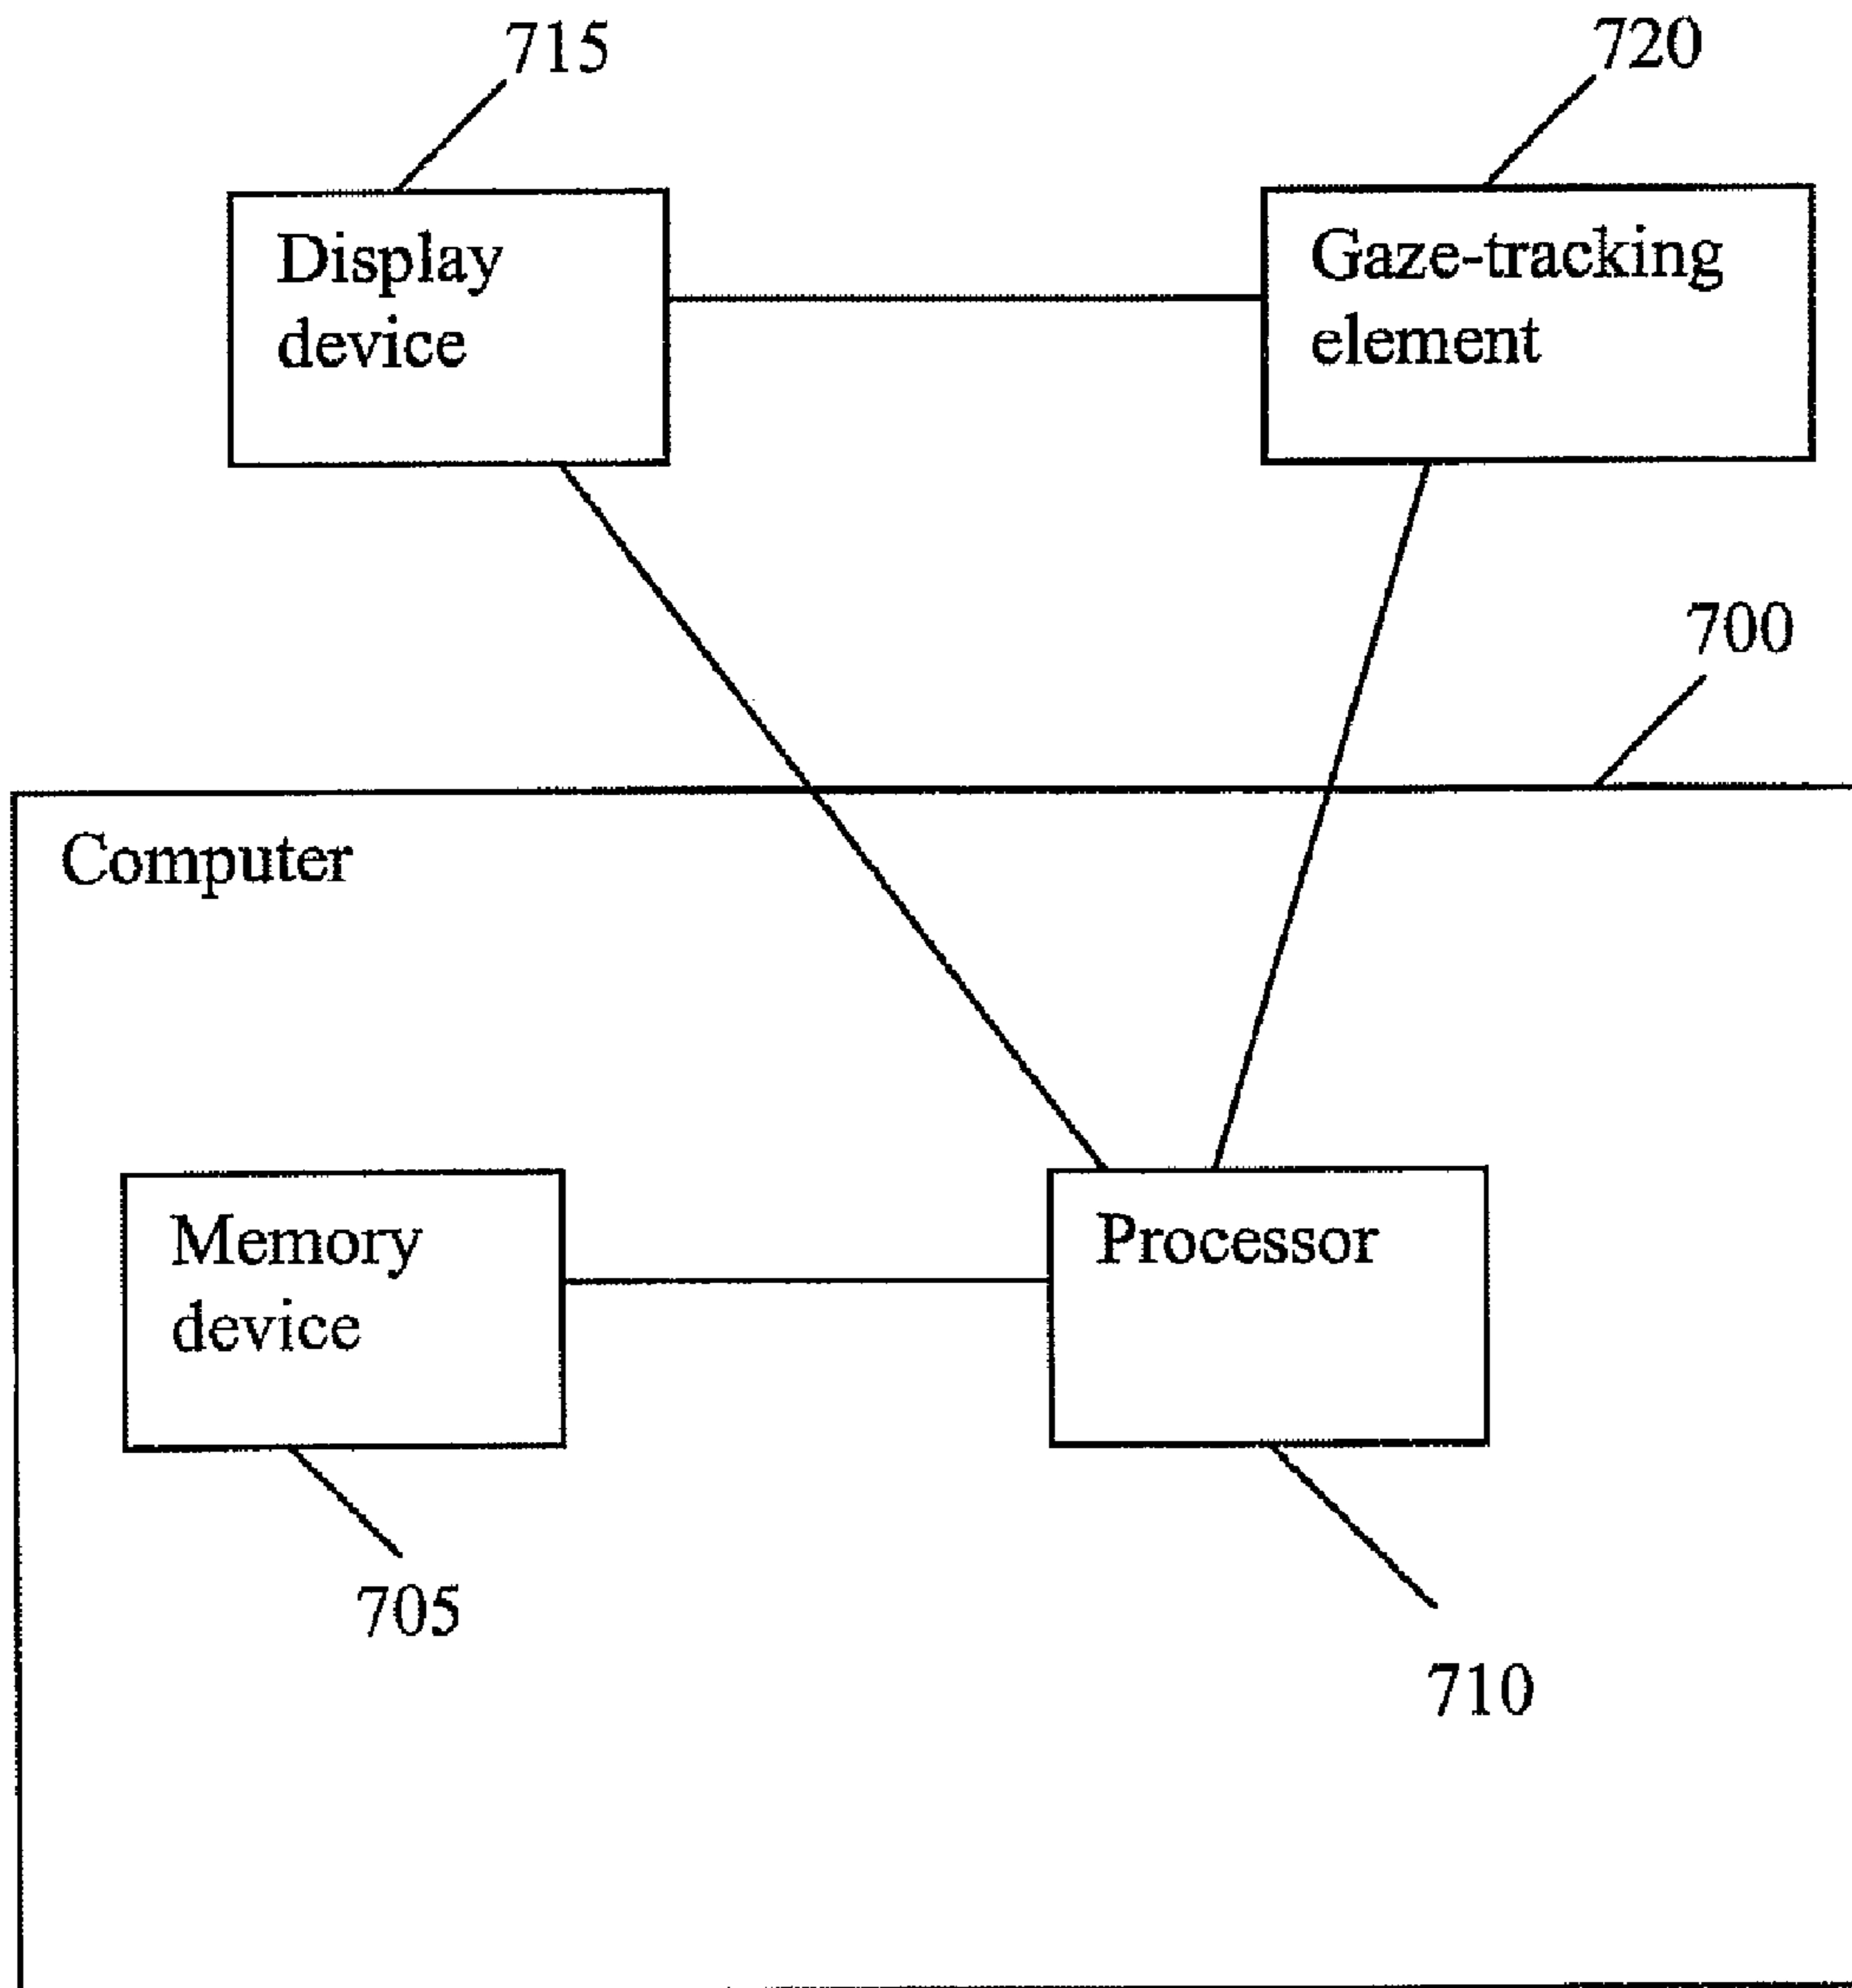 715
720
Display
device
Gaze-tracking
element
700
Computer
Memory
device
Processor
705
710